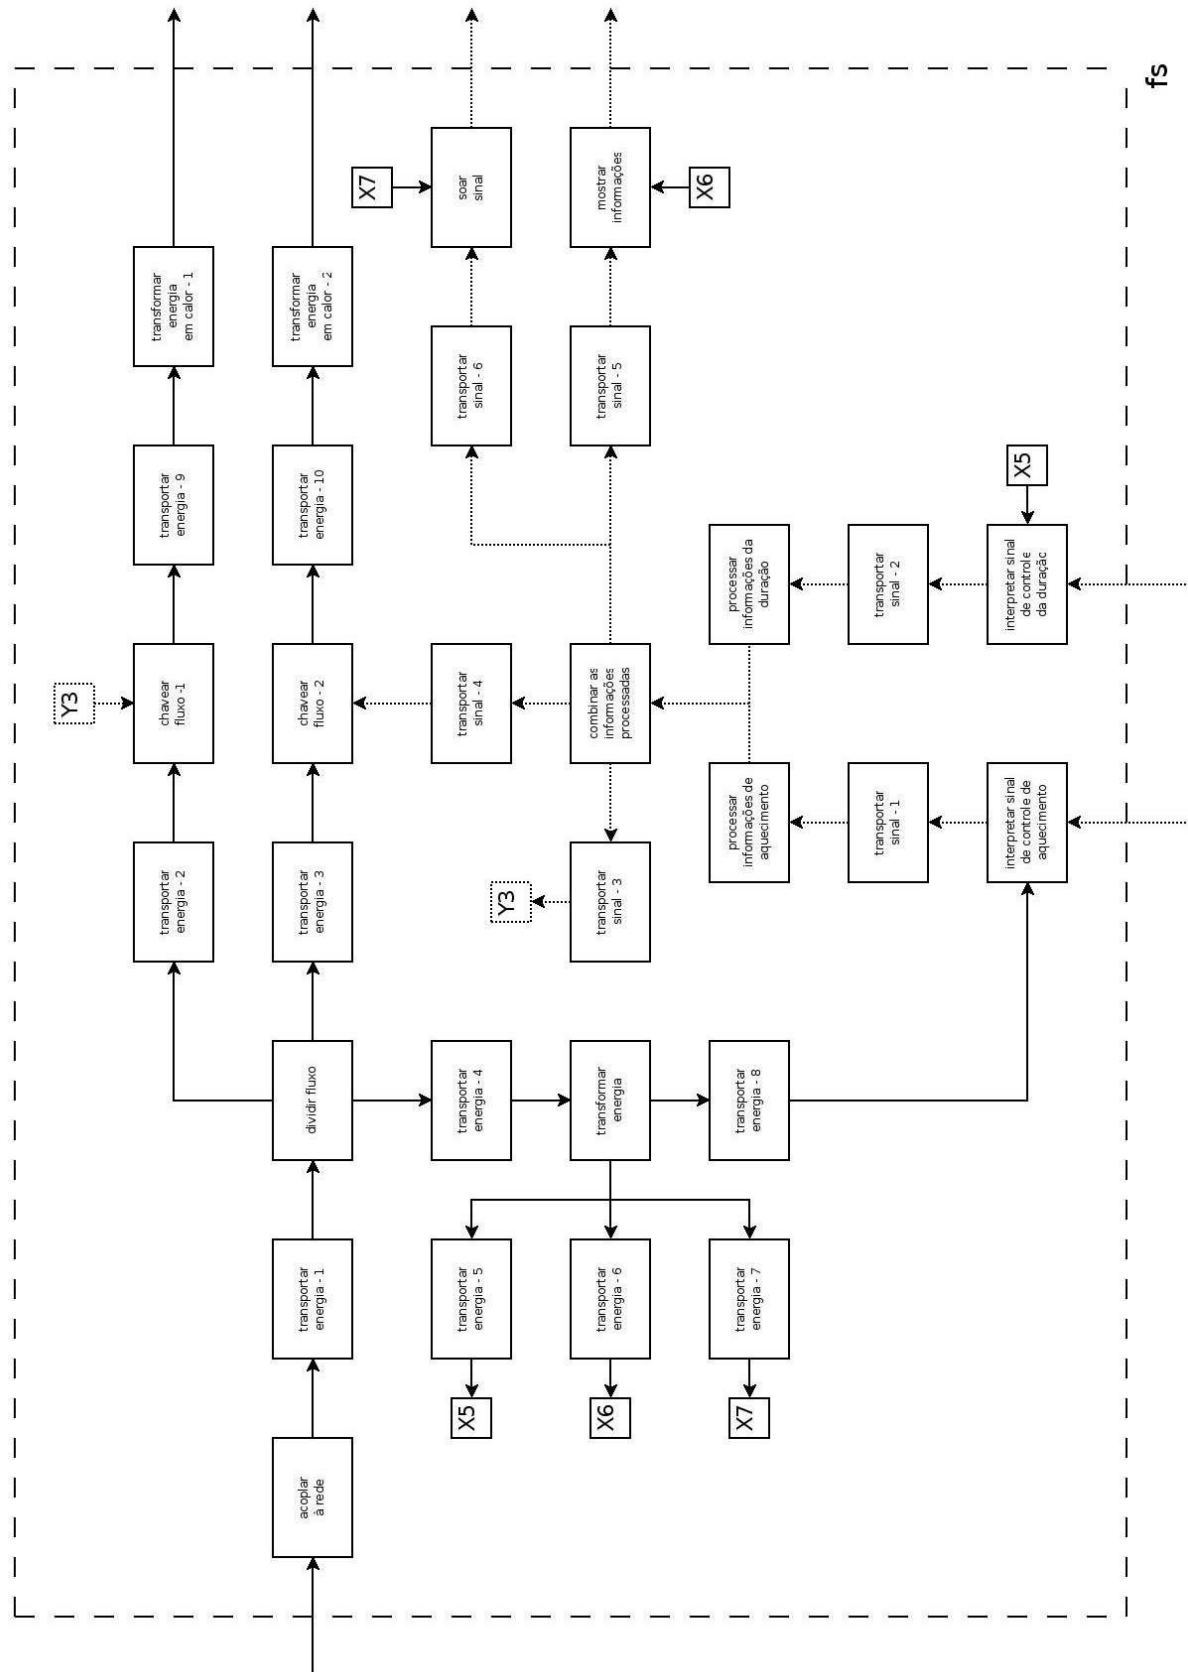 Y3
transportar
energia - 2
chavear
fluxo -1
transportar
energia - 9
transformar
energia
em calor - 1
acoplar
à rede
transportar
energia - 1
dividir fluxo
transportar
energia - 3
chavear
fluxo - 2
transportar
energia -10
transformar
energia
em calor - 2
X7
X5
transportar
energia - 5
transportar
energia - 4
transportar
sinal - 4
transportar
sinal - 6
soar
sinal
Y3
X6
transportar
energia - 6
transformar
energia
transportar
sinal - 3
combinar as
informações
processadas
transportar
sinal - 5
mostrar
informações
X6
X7
transportar
energia - 7
transportar
energia - 8
processar
informações de
aquecimento
processar
informações da
duração
transportar
sinal - 1
transportar
sinal - 2
interpretar sinal
de controle de
aquecimento
interpretar sinal
de controle
da duração
X5
fs